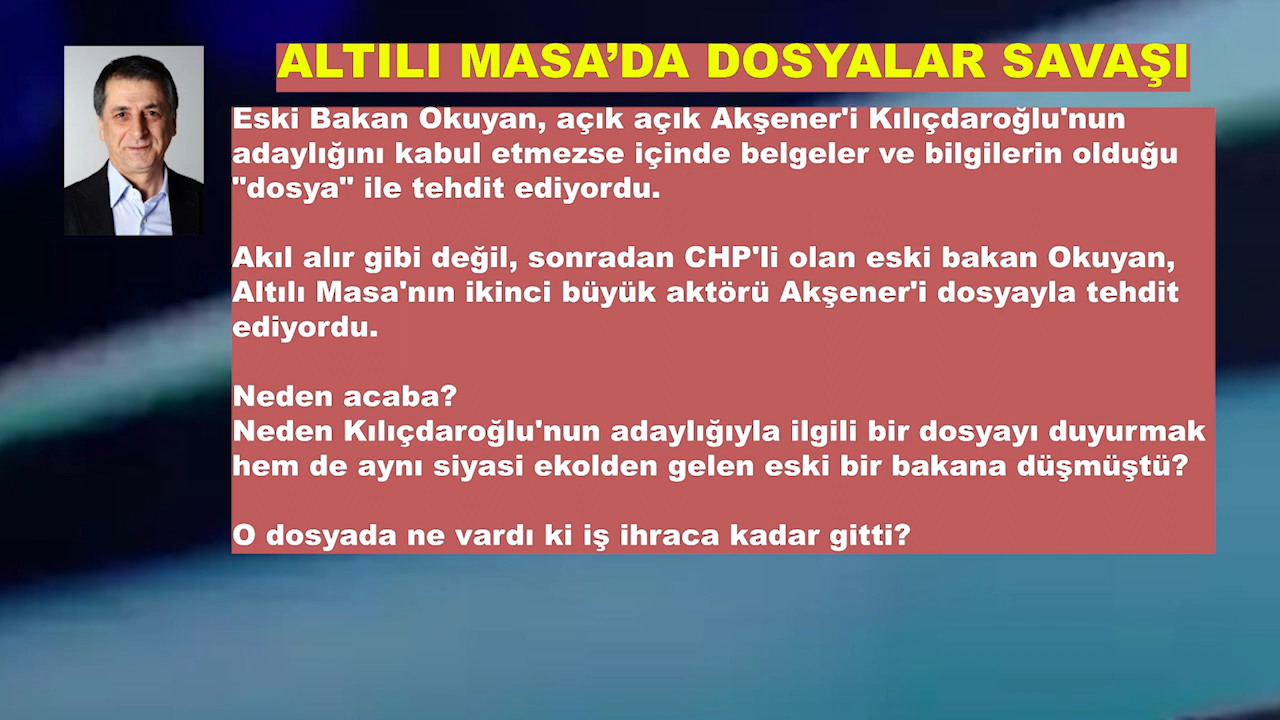 ALTILI MASA’DA DOSYALAR SAVAŞI
Eski Bakan Okuyan, açık açık Akşener'i Kılıçdaroğlu'nun
adaylığını kabul etmezse içinde belgeler ve bilgilerin olduğu
"dosya" ile tehdit ediyordu.
Akıl alır gibi değil, sonradan CHP'li olan eski bakan Okuyan,
Altılı Masa'nın ikinci büyük aktörü Akşener'i dosyayla tehdit
ediyordu.
Neden acaba?
Neden Kılıçdaroğlu'nun adaylığıyla ilgili bir dosyayı duyurmak
hem de aynı siyasi ekolden gelen eski bir bakana düşmüştü?
O dosyada ne vardı ki iş ihraca kadar gitti?